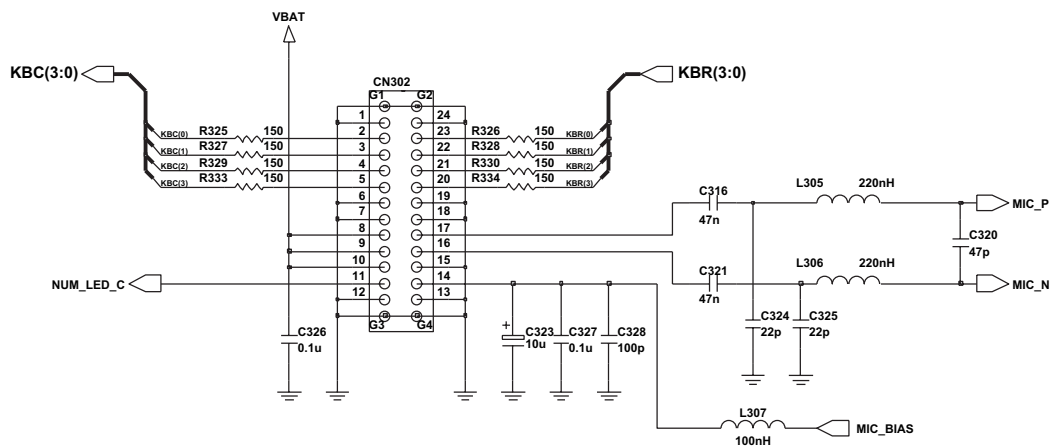 VBAT
KBC(3:0)
KBR(3:0)
CN302
G1
G2
1
24
R325
150
2
23
R326
150
KBC(0)
KBR(0)
R327
150
3
22
R328
150
KBC(1)
KBR(1)
R329
150
4
21
R330
150
KBC(2)
KBR(2)
R333
150
5
20
R334
150
KBC(3)
KBR(3)
6
19
7
18
8
17
9
16
10
15
11
14
12
13
G3
G4
C316
47n
L305
220nH
MIC_P
C320
47p
C321
47n
L306
220nH
MIC_N
NUM_LED_C
C326
0.1u
+
C323
10u
C327
0.1u
C328
100p
C324
22p
C325
22p
L307
100nH
MIC_BIAS